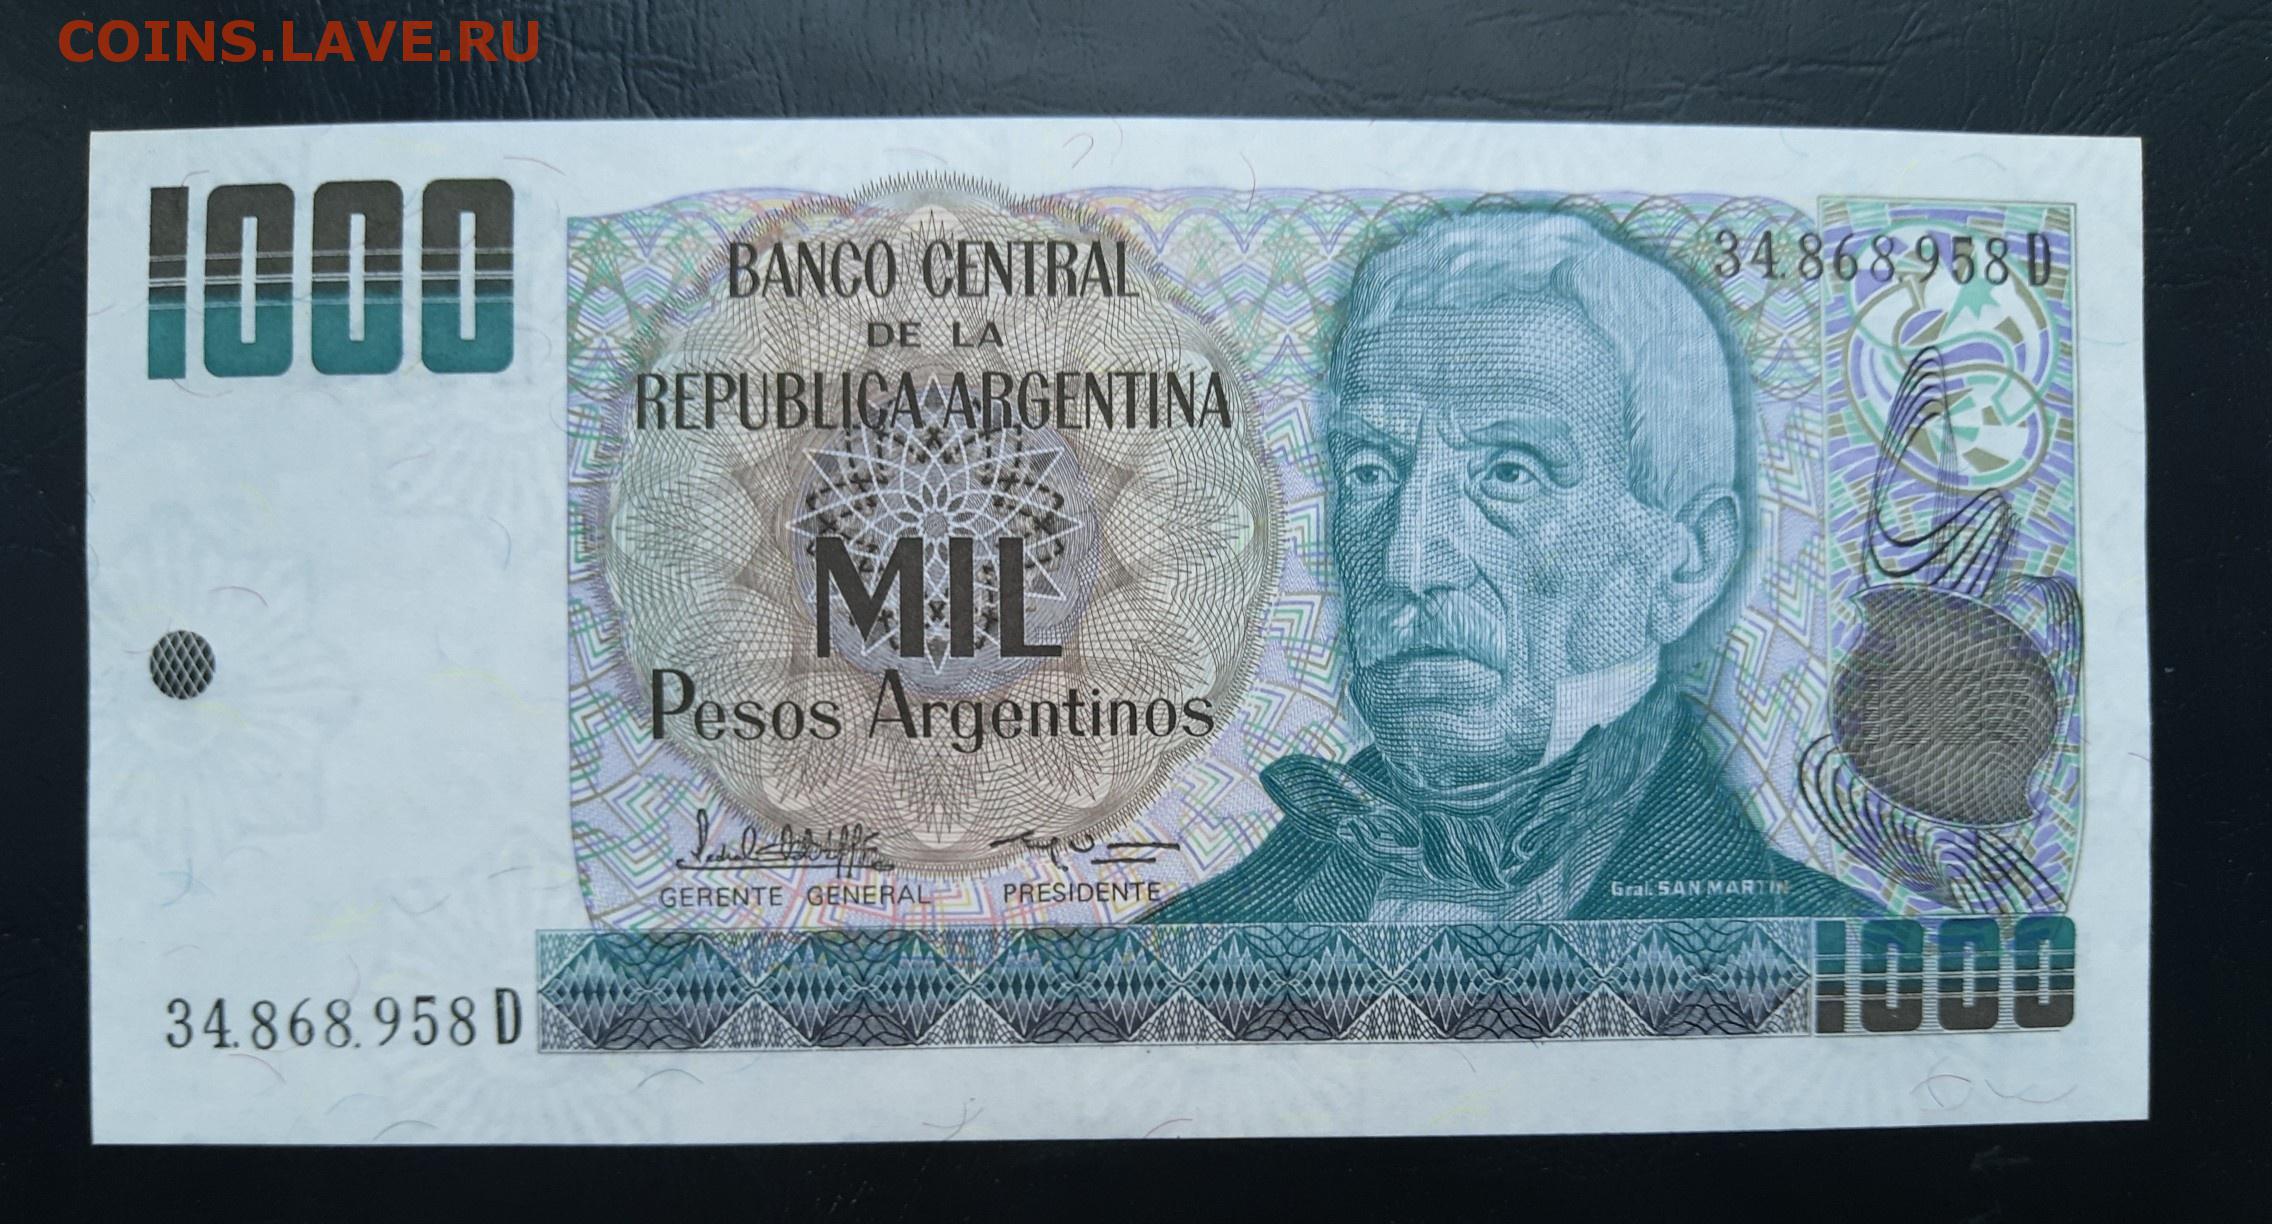 COINS.LAVE.RU
1000
BANCO CENTRAL
DE LA
REPUBLICA ARGENTINA
MIL
Pesos Argentinos
34.868.958 D
GERENTE GENERAL PRESIDENTE
Gral. SAN MARTIN
34.868.958 D
1000